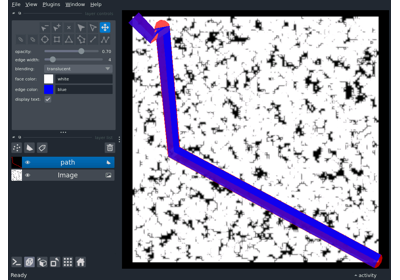 File View Plugins Window Help
opacity: 0.70
edge width: 4
blending: translucent
face color: white
edge color: blue
display text: ✓
path
Image
Ready
activity